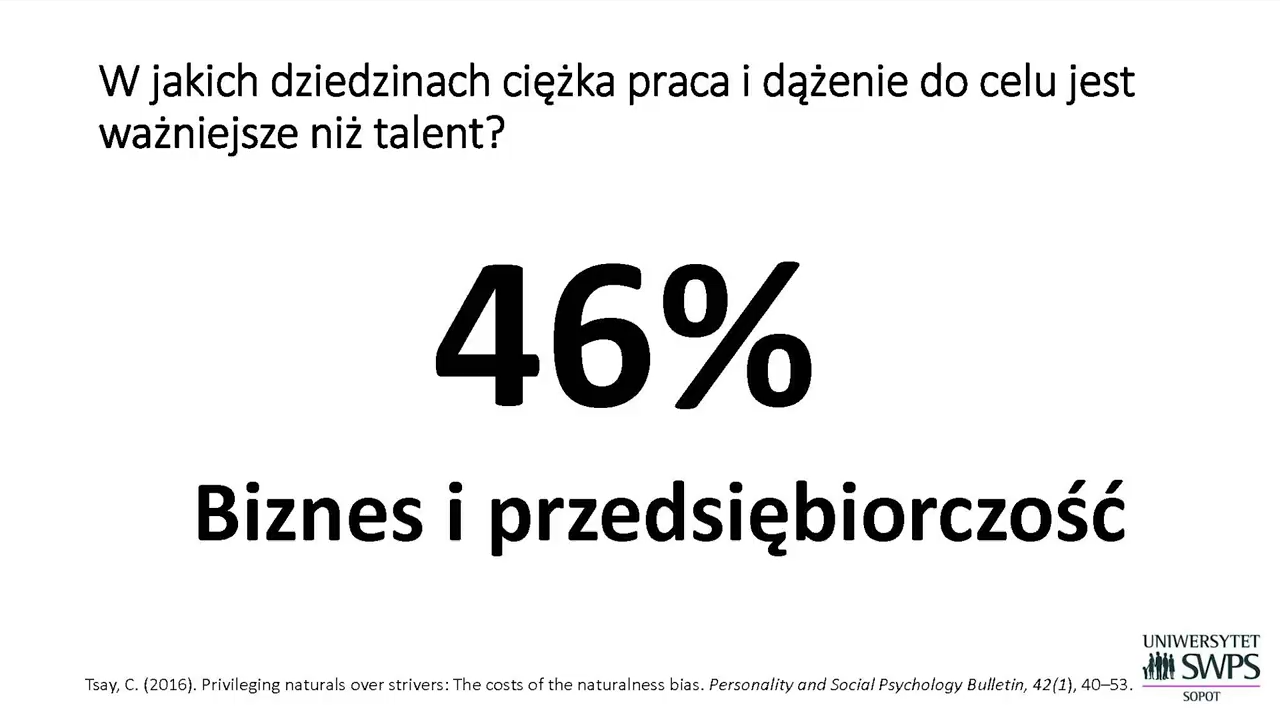 W jakich dziedzinach ciężka praca i dążenie do celu jest
ważniejsze niż talent?
46%
Biznes i przedsiębiorczość
Tsay, C. (2016). Privileging naturals over strivers: The costs of the naturalness bias. Personality and Social Psychology Bulletin, 42(1), 40–53.
UNIWERSYTET
SWPS
SOPOT